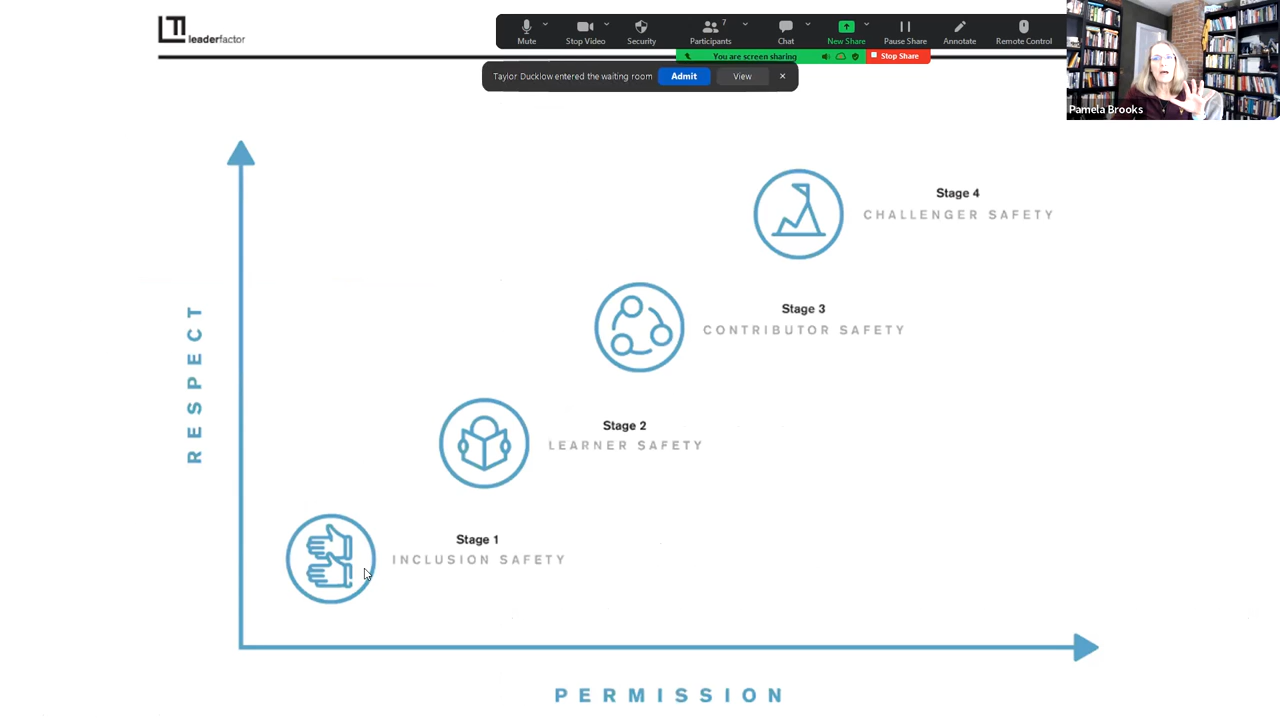 leaderfactor
Mute
Stop Video
Security
Participants
7
Chat
New Share
Pause Share
Annotate
Remote Control
You are screen sharing
Stop Share
Taylor Ducklow entered the waiting room
Admit
View
Pamela Brooks
Stage 4
CHALLENGER SAFETY
Stage 3
CONTRIBUTOR SAFETY
RESPECT
Stage 2
LEARNER SAFETY
Stage 1
INCLUSION SAFETY
PERMISSION